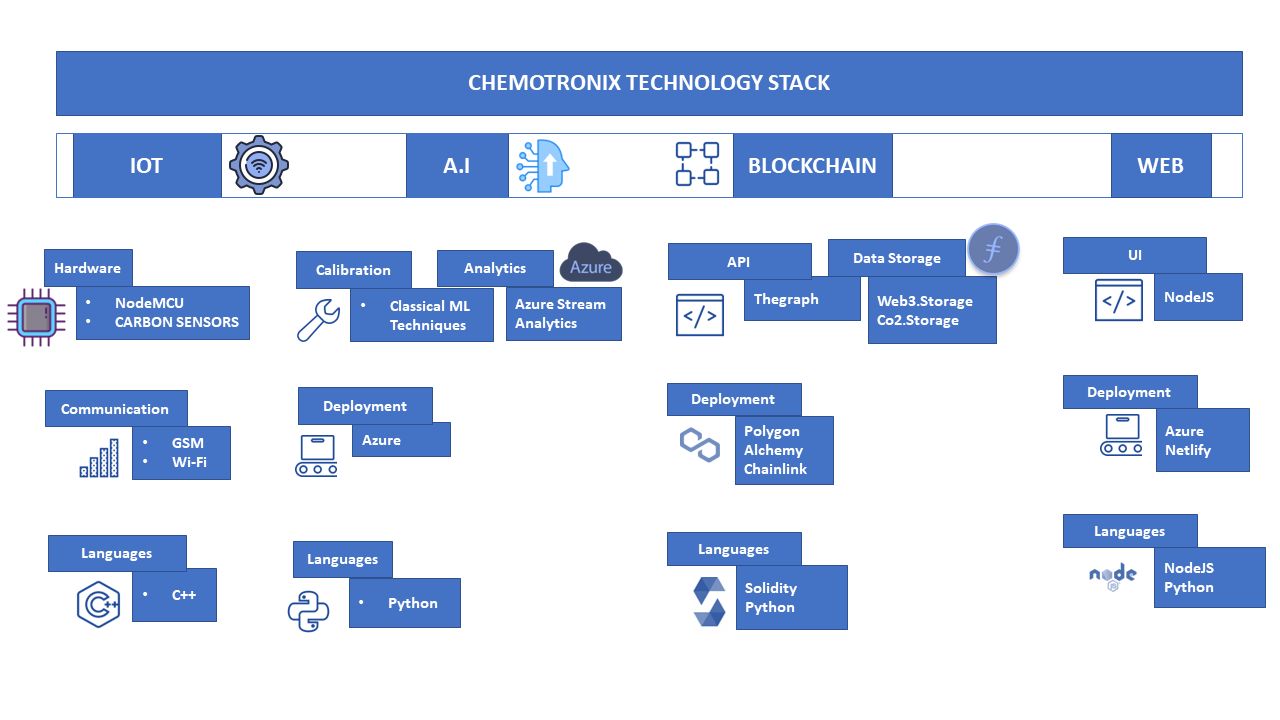 CHEMOTRONIX TECHNOLOGY STACK
IOT
A.I
BLOCKCHAIN
WEB
Hardware
• NodeMCU
• CARBON SENSORS
Communication
• GSM
• Wi-Fi
Languages
C++
• C++
Calibration
• Classical ML
Techniques
Analytics
Azure
Azure Stream
Analytics
Deployment
Azure
Languages
• Python
API
</>
Thegraph
Data Storage
f
Web3.Storage
Co2.Storage
Deployment
Polygon
Alchemy
Chainlink
Languages
Solidity
Python
UI
</>
NodeJS
Deployment
Azure
Netlify
Languages
node
JS
NodeJS
Python